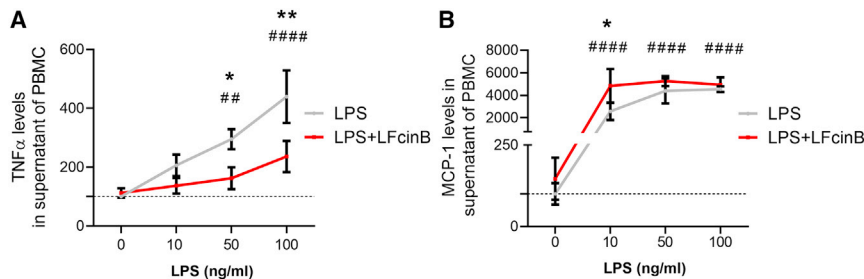 A
**
####
*
##
600
400
200
0
TNFα levels
in supernatant of PBMC
LPS
LPS+LFcinB
0 10 50 100
LPS (ng/ml)
B
*
#### #### ####
8000
6000
4000
2000
250
0
MCP-1 levels in
supernatant of PBMC
LPS
LPS+LFcinB
0 10 50 100
LPS (ng/ml)